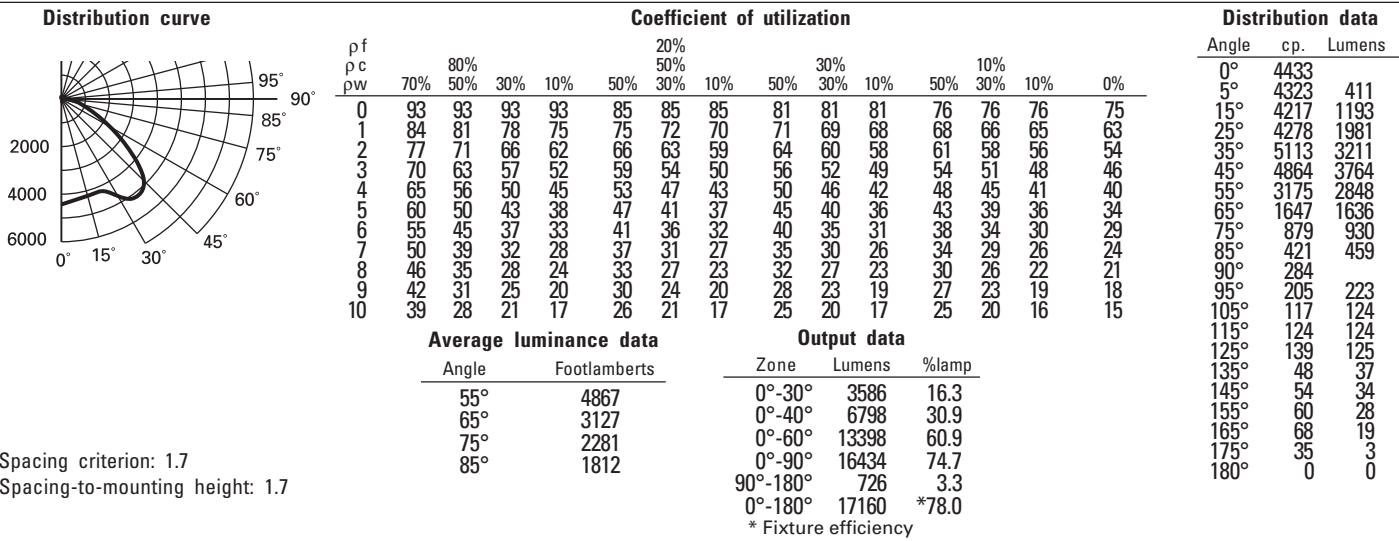 Distribution curve
95°
90°
85°
75°
60°
45°
30°
15°
0°
2000
4000
6000
Spacing criterion: 1.7
Spacing-to-mounting height: 1.7
Coefficient of utilization
ρf 20%
ρc 80% 50% 30% 10%
ρw 70% 50% 30% 10% 50% 30% 10% 50% 30% 10% 50% 30% 10% 0%
0 93 93 93 93 85 85 85 81 81 81 76 76 76 75
1 84 81 78 75 75 72 70 71 69 68 68 66 65 63
2 77 71 66 62 66 63 59 64 60 58 61 58 56 54
3 70 63 57 52 59 54 50 56 52 49 54 51 48 46
4 65 56 50 45 53 47 43 50 46 42 48 45 41 40
5 60 50 43 38 47 41 37 45 40 36 43 39 36 34
6 55 45 37 33 41 36 32 40 35 31 38 34 30 29
7 50 39 32 28 37 31 27 35 30 26 34 29 26 24
8 46 35 28 24 33 27 23 32 27 23 30 26 22 21
9 42 31 25 20 30 24 20 28 23 19 27 23 19 18
10 39 28 21 17 26 21 17 25 20 17 25 20 16 15
Average luminance data
Angle Footlamberts
55° 4867
65° 3127
75° 2281
85° 1812
Output data
Zone Lumens %lamp
0°-30° 3586 16.3
0°-40° 6798 30.9
0°-60° 13398 60.9
0°-90° 16434 74.7
90°-180° 726 3.3
0°-180° 17160 *78.0
* Fixture efficiency
Distribution data
Angle cp. Lumens
0° 4433
5° 4323 411
15° 4217 1193
25° 4278 1981
35° 5113 3211
45° 4864 3764
55° 3175 2848
65° 1647 1636
75° 879 930
85° 421 459
90° 284
95° 205 223
105° 117 124
115° 124 124
125° 139 125
135° 48 37
145° 54 34
155° 60 28
165° 68 19
175° 35 3
180° 0 0